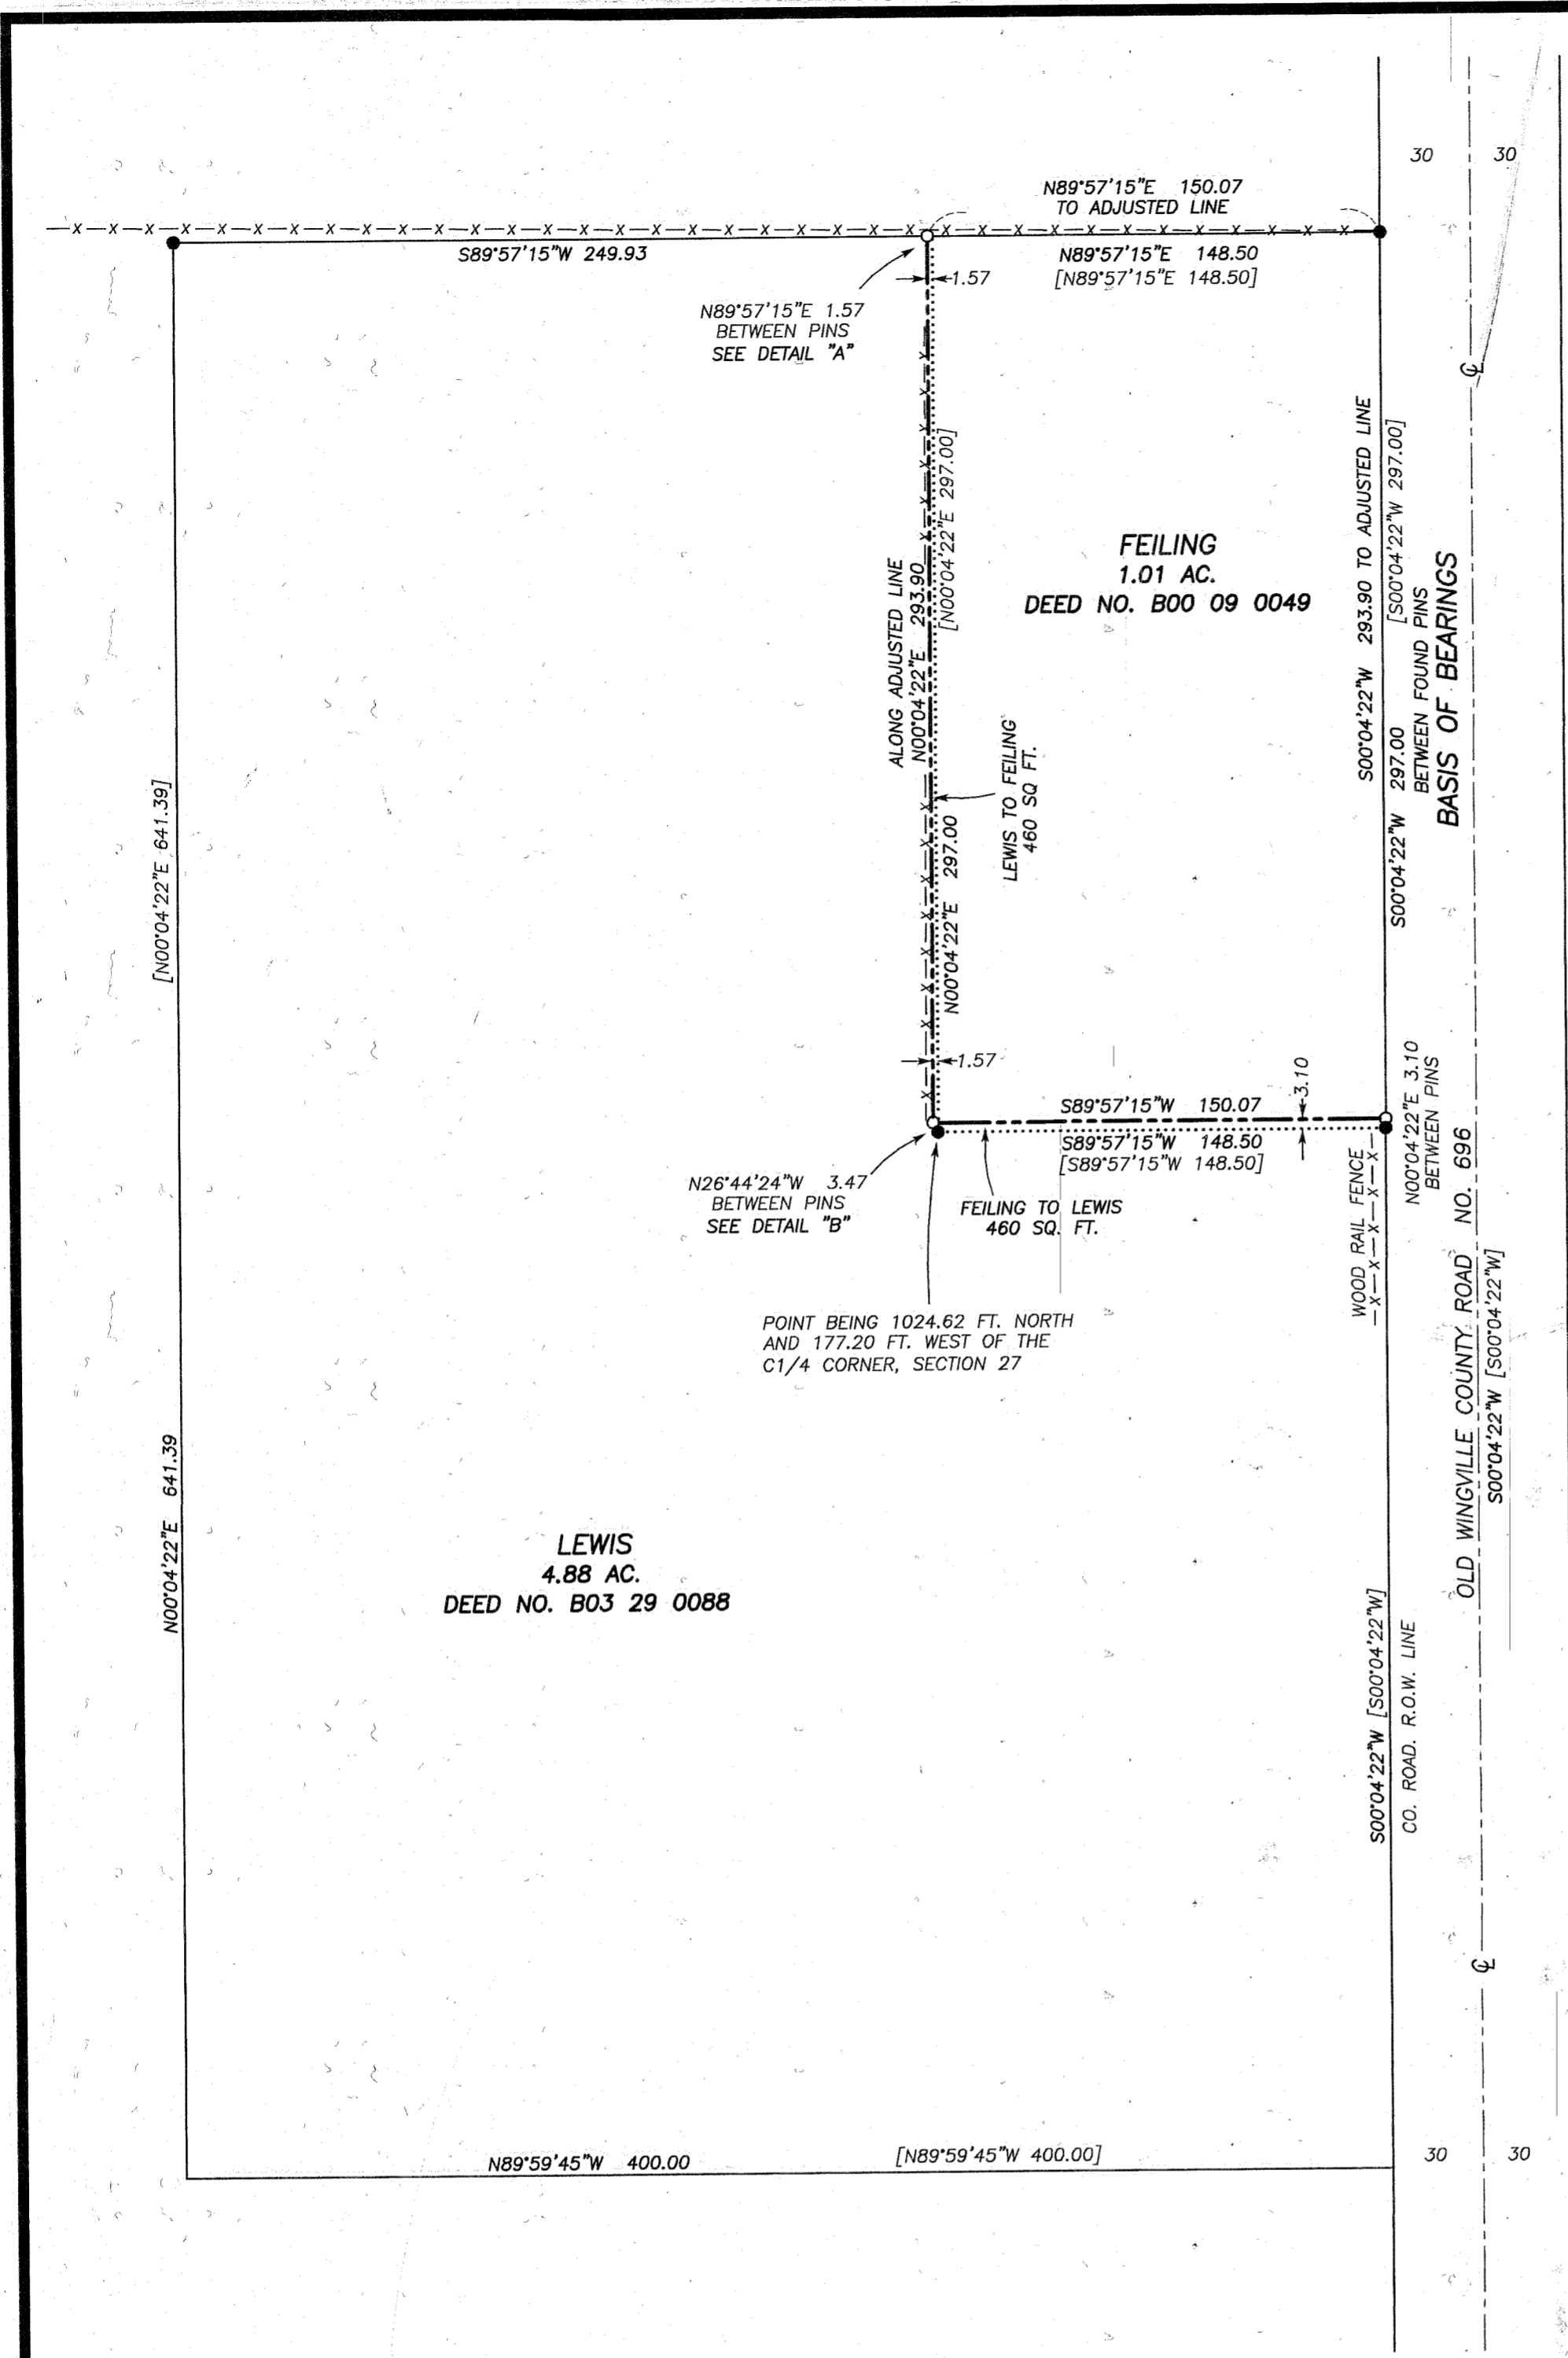 30
30
N89°57'15"E 150.07
TO ADJUSTED LINE
S89°57'15"W 249.93
N89°57'15"E 148.50
[N89°57'15"E 148.50]
1.57
N89°57'15"E 1.57
BETWEEN PINS
SEE DETAIL "A"
[N00°04'22"E 297.00]
ALONG ADJUSTED LINE
N00°04'22"E 293.90
FEILING
1.01 AC.
DEED NO. B00 09 0049
S00°04'22"W 293.90 TO ADJUSTED LINE
[S00°04'22"W 297.00]
S00°04'22"W 297.00
BETWEEN FOUND PINS
BASIS OF BEARINGS
LEWIS TO FEILING
460 SQ FT.
N00°04'22"E 297.00
[N00°04'22"E 641.39]
1.57
3.10
S89°57'15"W 150.07
S89°57'15"W 148.50
[S89°57'15"W 148.50]
N00°04'22"E 3.10
BETWEEN PINS
N26°44'24"W 3.47
BETWEEN PINS
SEE DETAIL "B"
FEILING TO LEWIS
460 SQ. FT.
WOOD RAIL FENCE
POINT BEING 1024.62 FT. NORTH
AND 177.20 FT. WEST OF THE
C1/4 CORNER, SECTION 27
OLD WINGVILLE COUNTY ROAD NO. 696
S00°04'22"W [S00°04'22"W]
N00°04'22"E 641.39
LEWIS
4.88 AC.
DEED NO. B03 29 0088
S00°04'22"W [S00°04'22"W]
CO. ROAD. R.O.W. LINE
N89°59'45"W 400.00
[N89°59'45"W 400.00]
30
30